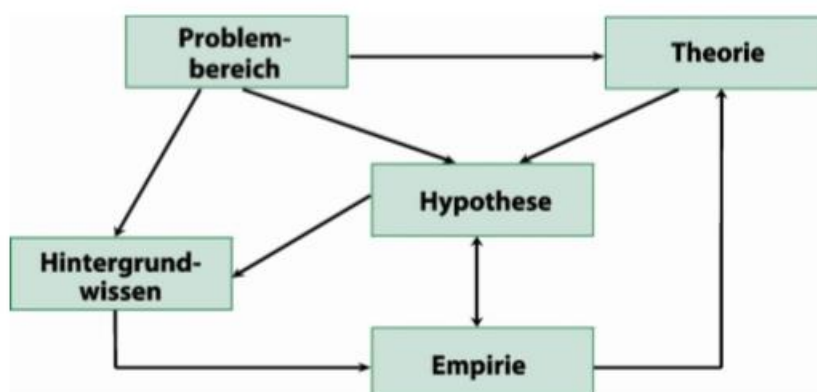 Problem-
bereich
Theorie
Hypothese
Hintergrund-
wissen
Empirie